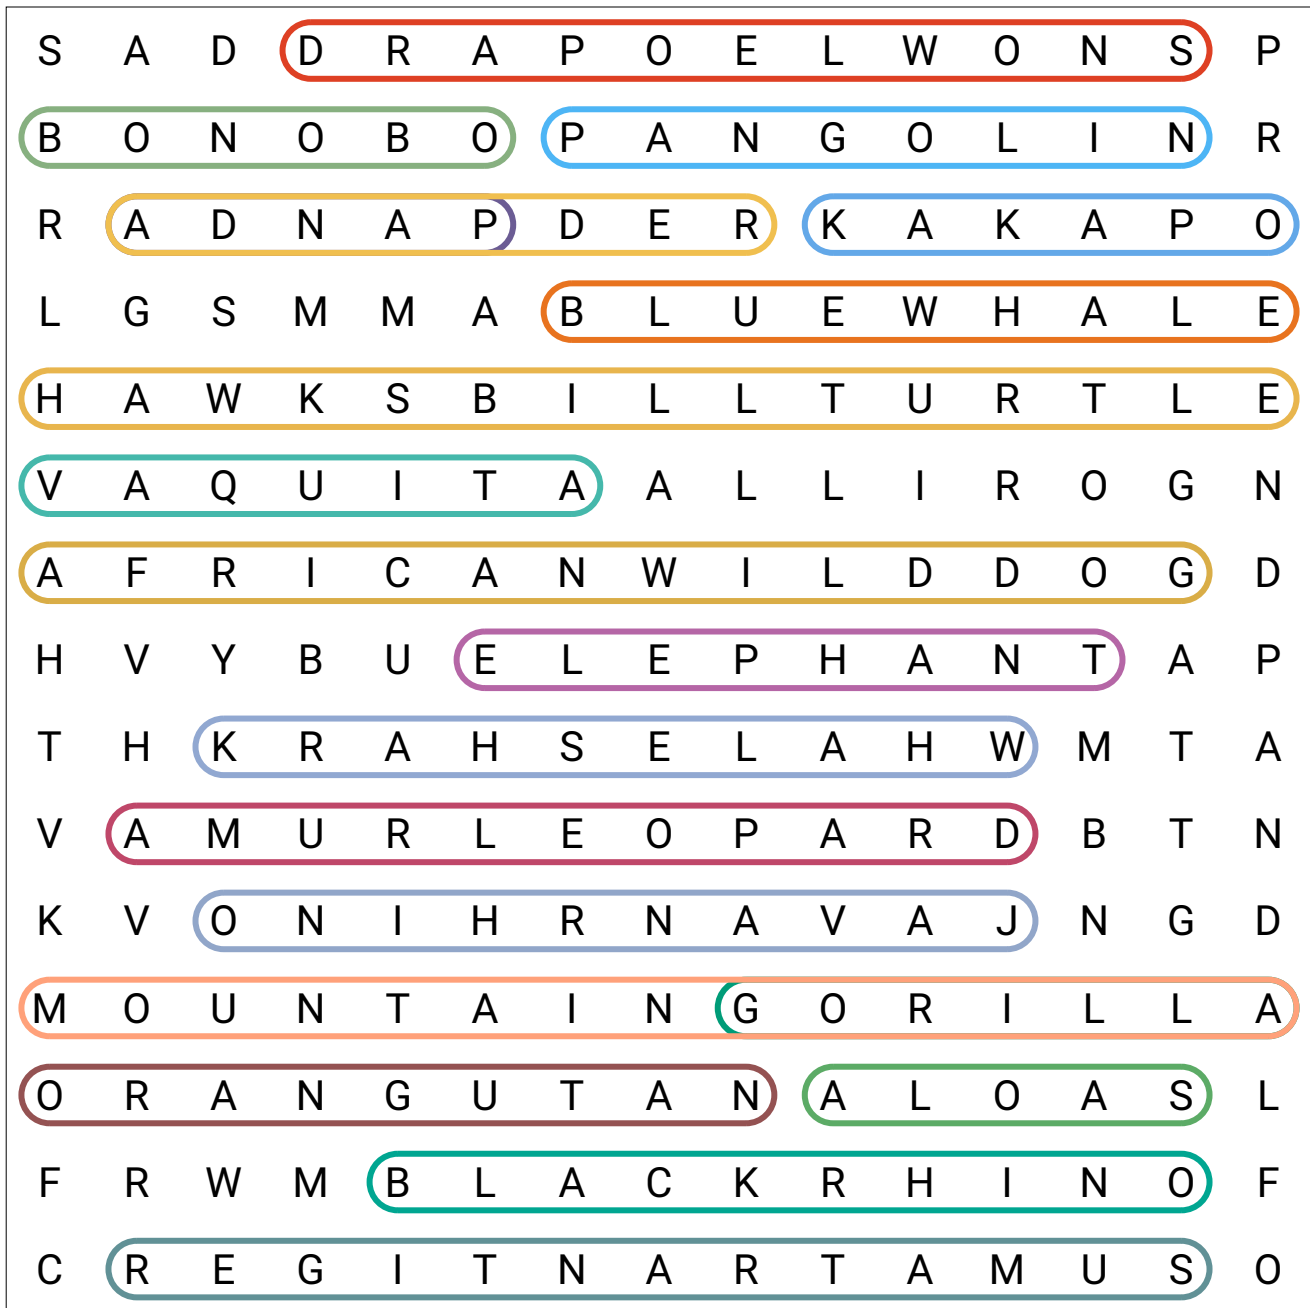 S A D D R A P O E L W O N S P
B O N O B O P A N G O L I N R
R A D N A P D E R K A K A P O
L G S M M A B L U E W H A L E
H A W K S B I L L T U R T L E
V A Q U I T A A L L I R O G N
A F R I C A N W I L D D O G D
H V Y B U E L E P H A N T A P
T H K R A H S E L A H W M T A
V A M U R L E O P A R D B T N
K V O N I H R N A V A J N G D
M O U N T A I N G O R I L L A
O R A N G U T A N A L O A S L
F R W M B L A C K R H I N O F
C R E G I T N A R T A M U S O